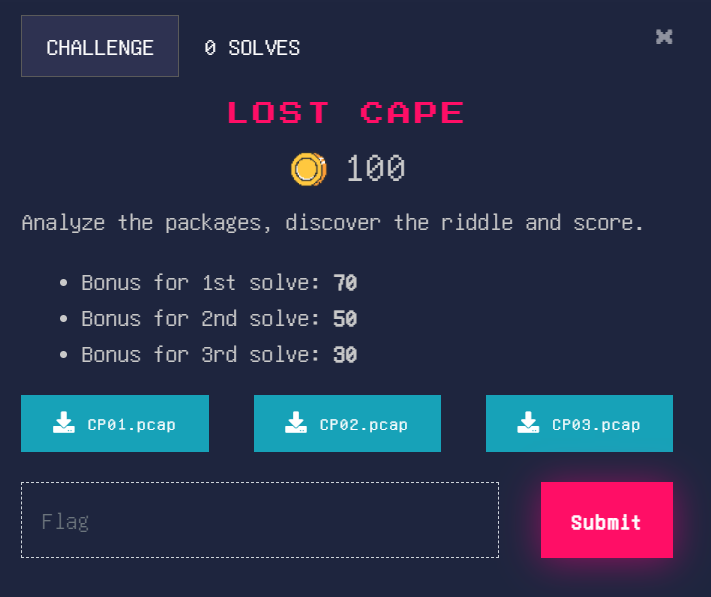 CHALLENGE
0 SOLVES
LOST CAPE
100
Analyze the packages, discover the riddle and score.
• Bonus for 1st solve: 70
• Bonus for 2nd solve: 50
• Bonus for 3rd solve: 30
CP01.pcap
CP02.pcap
CP03.pcap
Flag
Submit